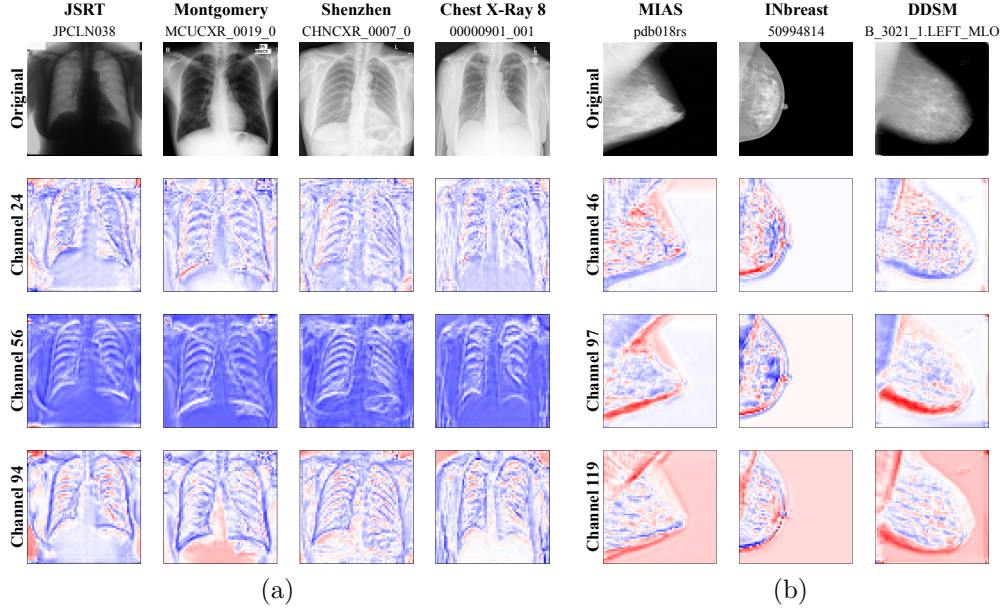 JSRT Montgomery Shenzhen Chest X-Ray 8 MIAS INbreast DDSM
JPCLN038 MCUCXR_0019_0 CHNCXR_0007_0 00000901_001 pdb018rs 50994814 B_3021_1.LEFT_MLO
Original Original
Channel 24 Channel 46
Channel 56 Channel 97
Channel 94 Channel 119
(a) (b)